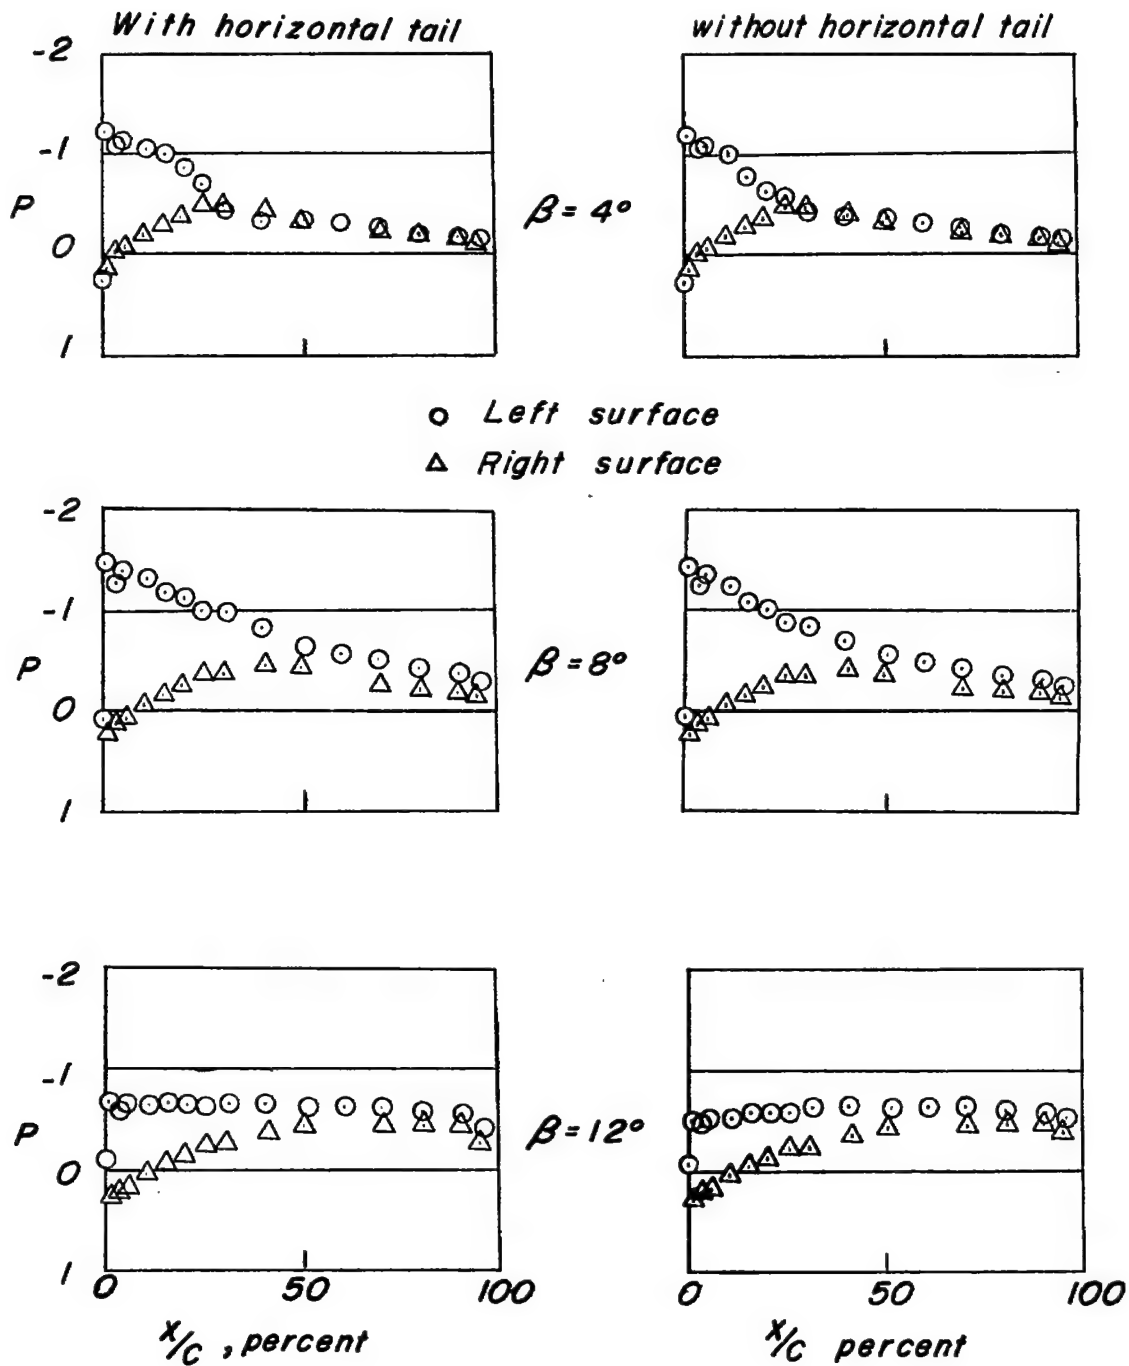 With horizontal tail
without horizontal tail
-2
-1
P
0
1
β = 4°
○ Left surface
△ Right surface
-2
-1
P
0
1
β = 8°
-2
-1
P
0
1
β = 12°
0 50 100
0 50 100
x/c , percent
x/c percent